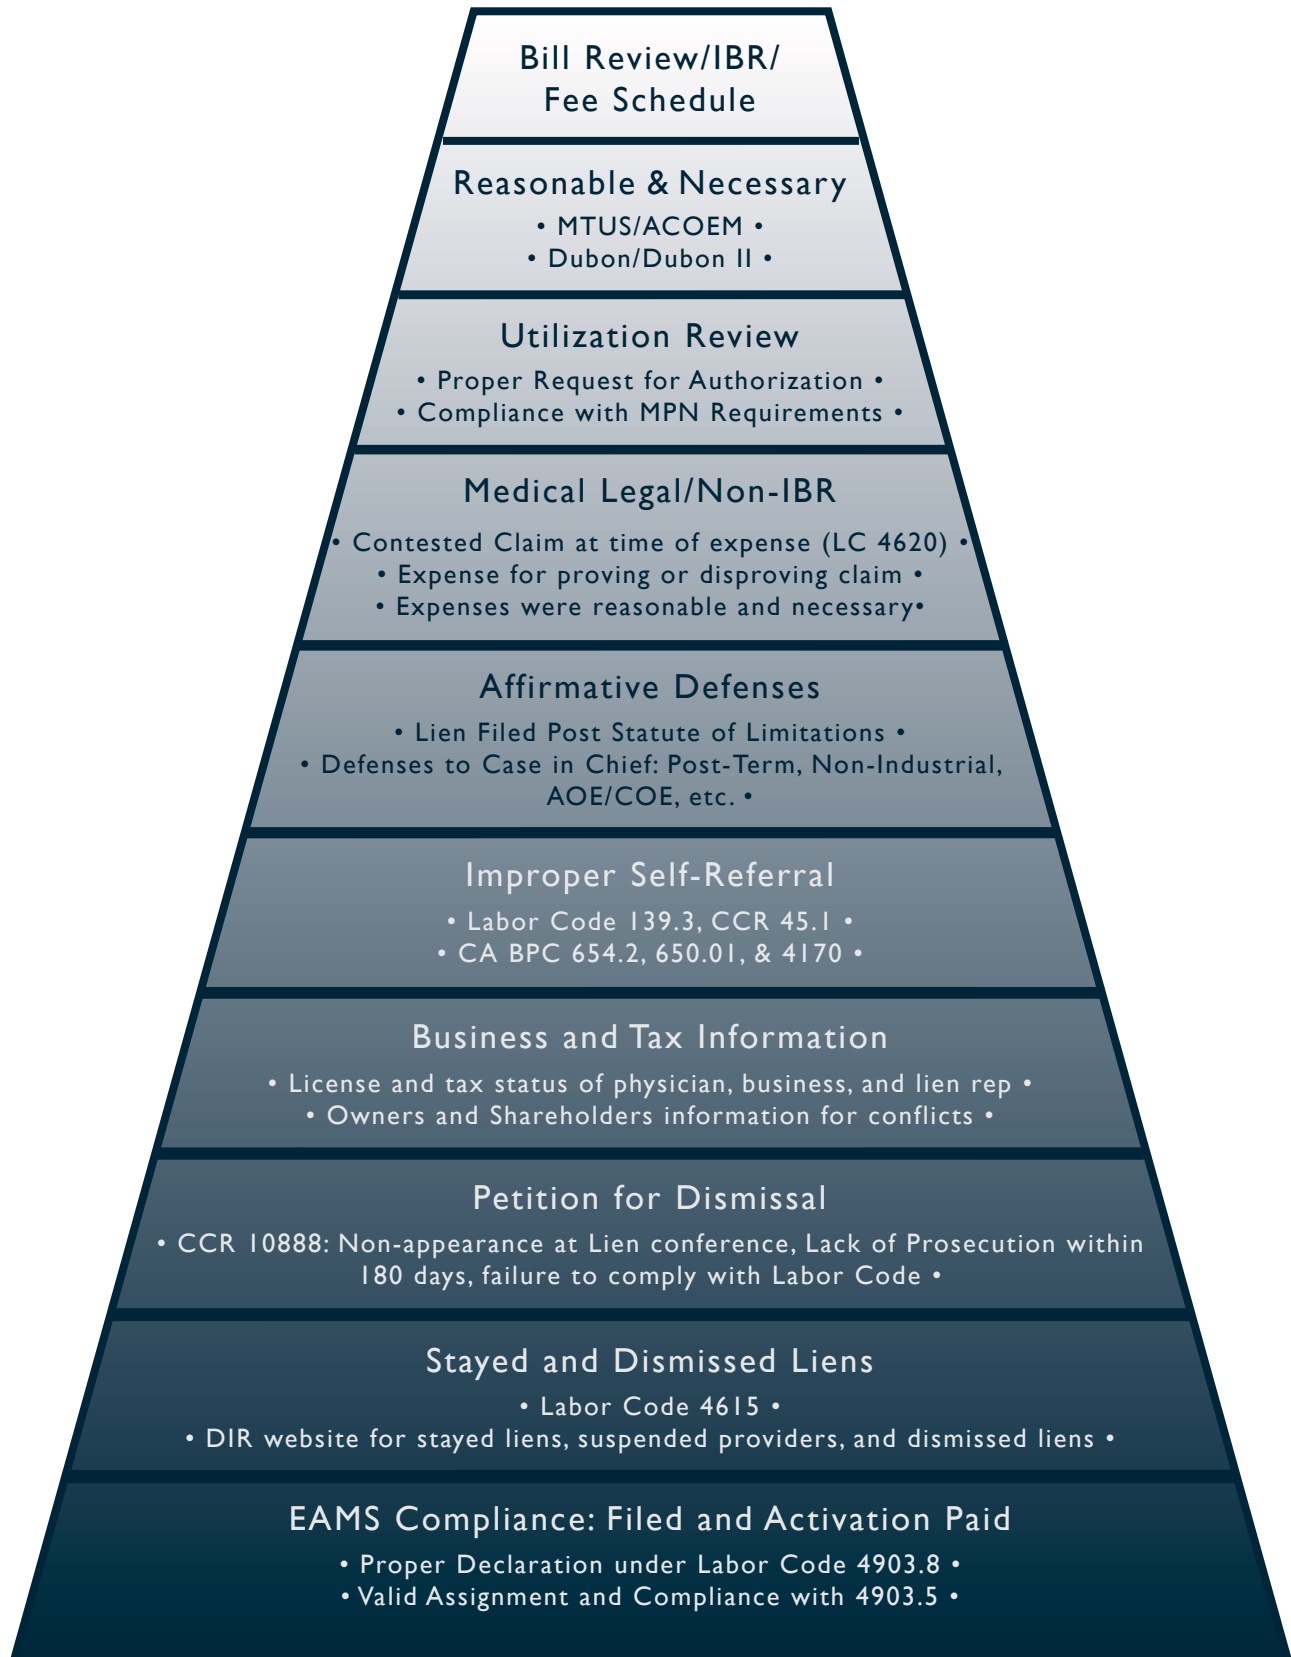 Bill Review/IBR/
Fee Schedule
Reasonable & Necessary
• MTUS/ACOEM •
• Dubon/Dubon II •
Utilization Review
• Proper Request for Authorization •
• Compliance with MPN Requirements •
Medical Legal/Non-IBR
• Contested Claim at time of expense (LC 4620) •
• Expense for proving or disproving claim •
• Expenses were reasonable and necessary•
Affirmative Defenses
• Lien Filed Post Statute of Limitations •
• Defenses to Case in Chief: Post-Term, Non-Industrial,
AOE/COE, etc. •
Improper Self-Referral
• Labor Code 139.3, CCR 45.1 •
• CA BPC 654.2, 650.01, & 4170 •
Business and Tax Information
• License and tax status of physician, business, and lien rep •
• Owners and Shareholders information for conflicts •
Petition for Dismissal
• CCR 10888: Non-appearance at Lien conference, Lack of Prosecution within
180 days, failure to comply with Labor Code •
Stayed and Dismissed Liens
• Labor Code 4615 •
• DIR website for stayed liens, suspended providers, and dismissed liens •
EAMS Compliance: Filed and Activation Paid
• Proper Declaration under Labor Code 4903.8 •
• Valid Assignment and Compliance with 4903.5 •